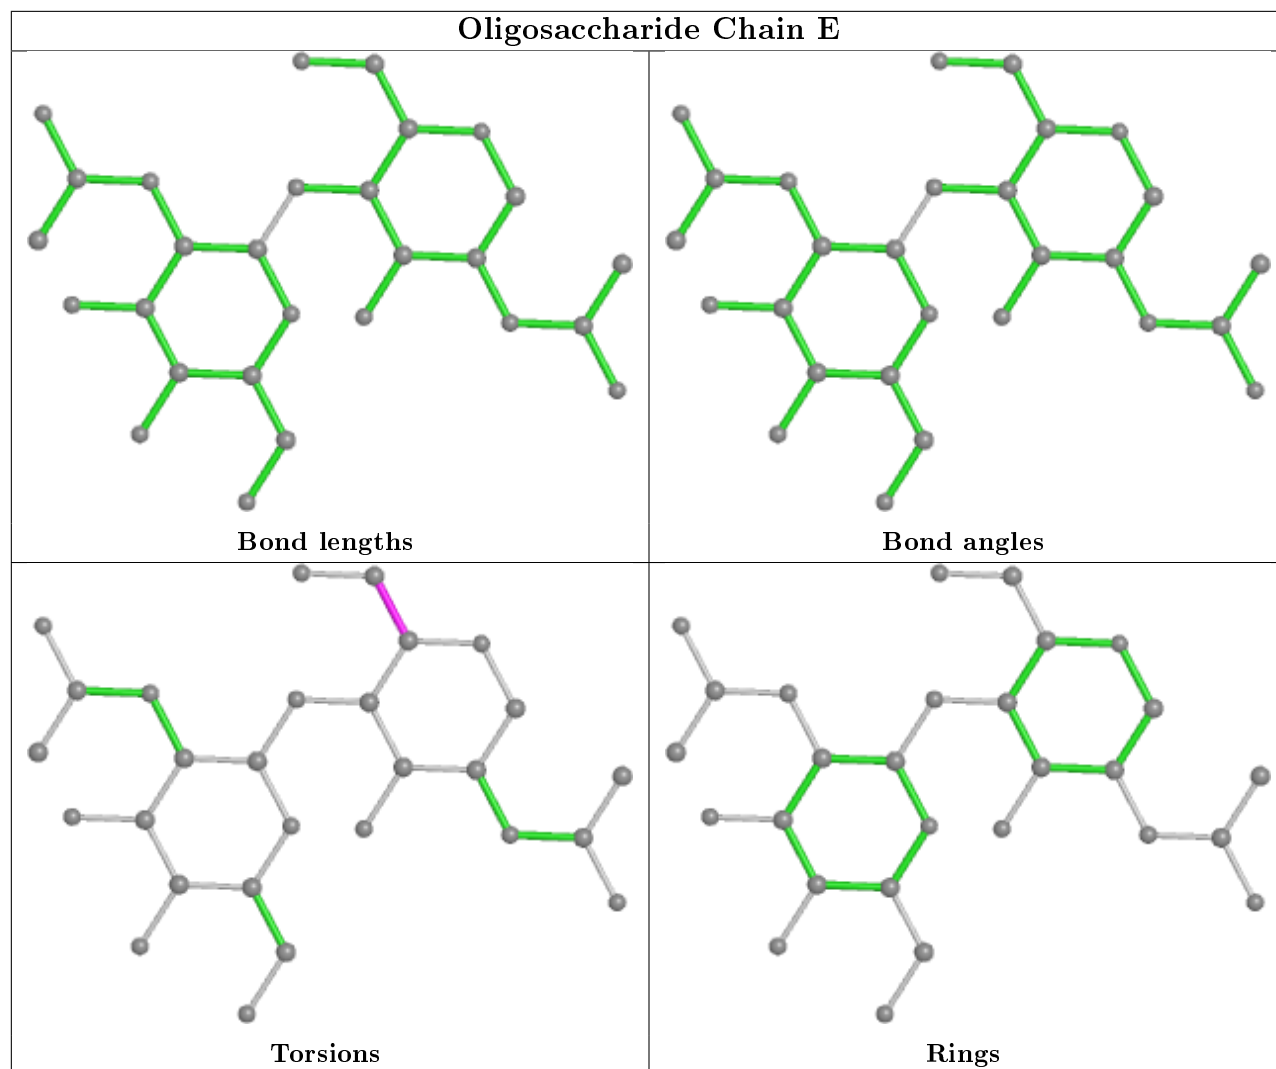 Oligosaccharide Chain E
Bond lengths
Bond angles
Torsions
Rings